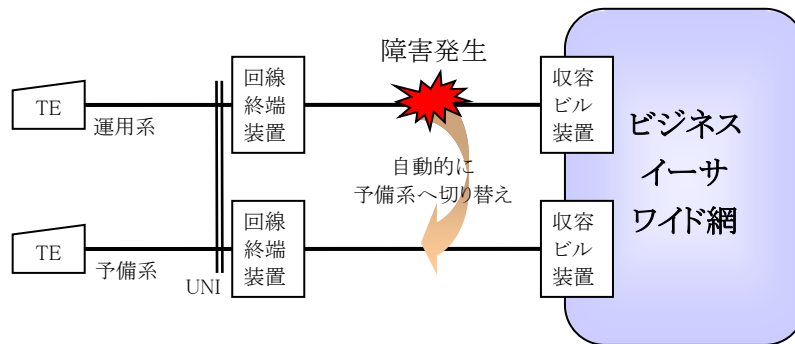 障害発生
TE
運用系
回線
終端
装置
収容
ビル
装置
ビジネス
イーサ
ワイド網
自動的に
予備系へ切り替え
TE
予備系
UNI
回線
終端
装置
収容
ビル
装置